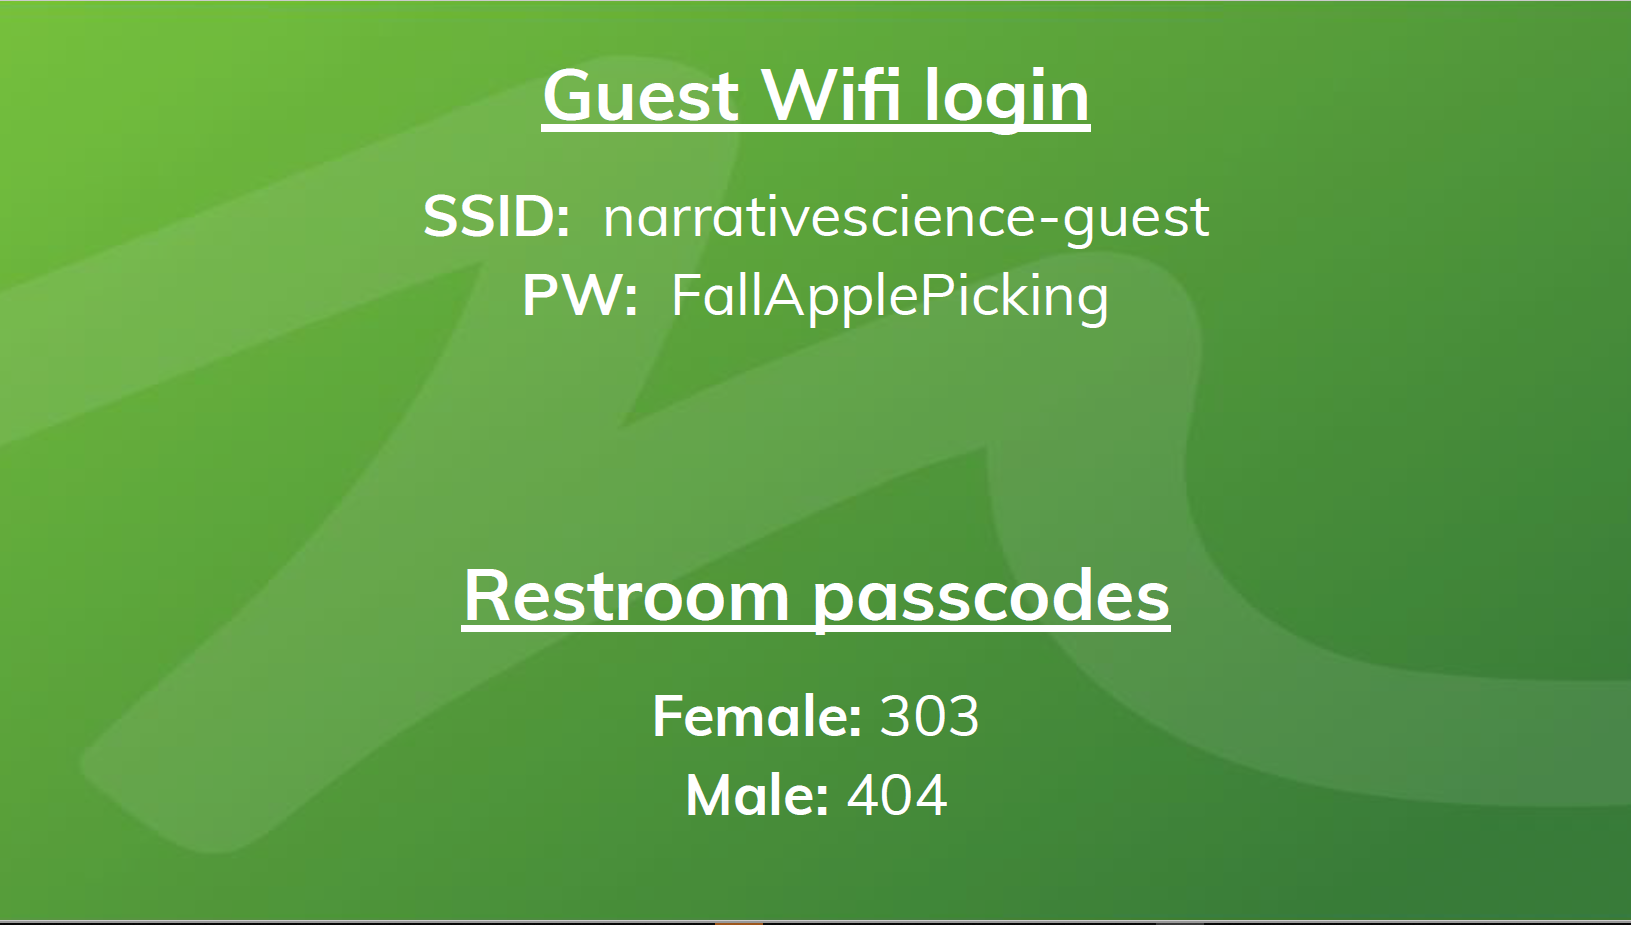 Guest Wifi login
SSID: narrativescience-guest
PW: FallApplePicking
Restroom passcodes
Female: 303
Male: 404